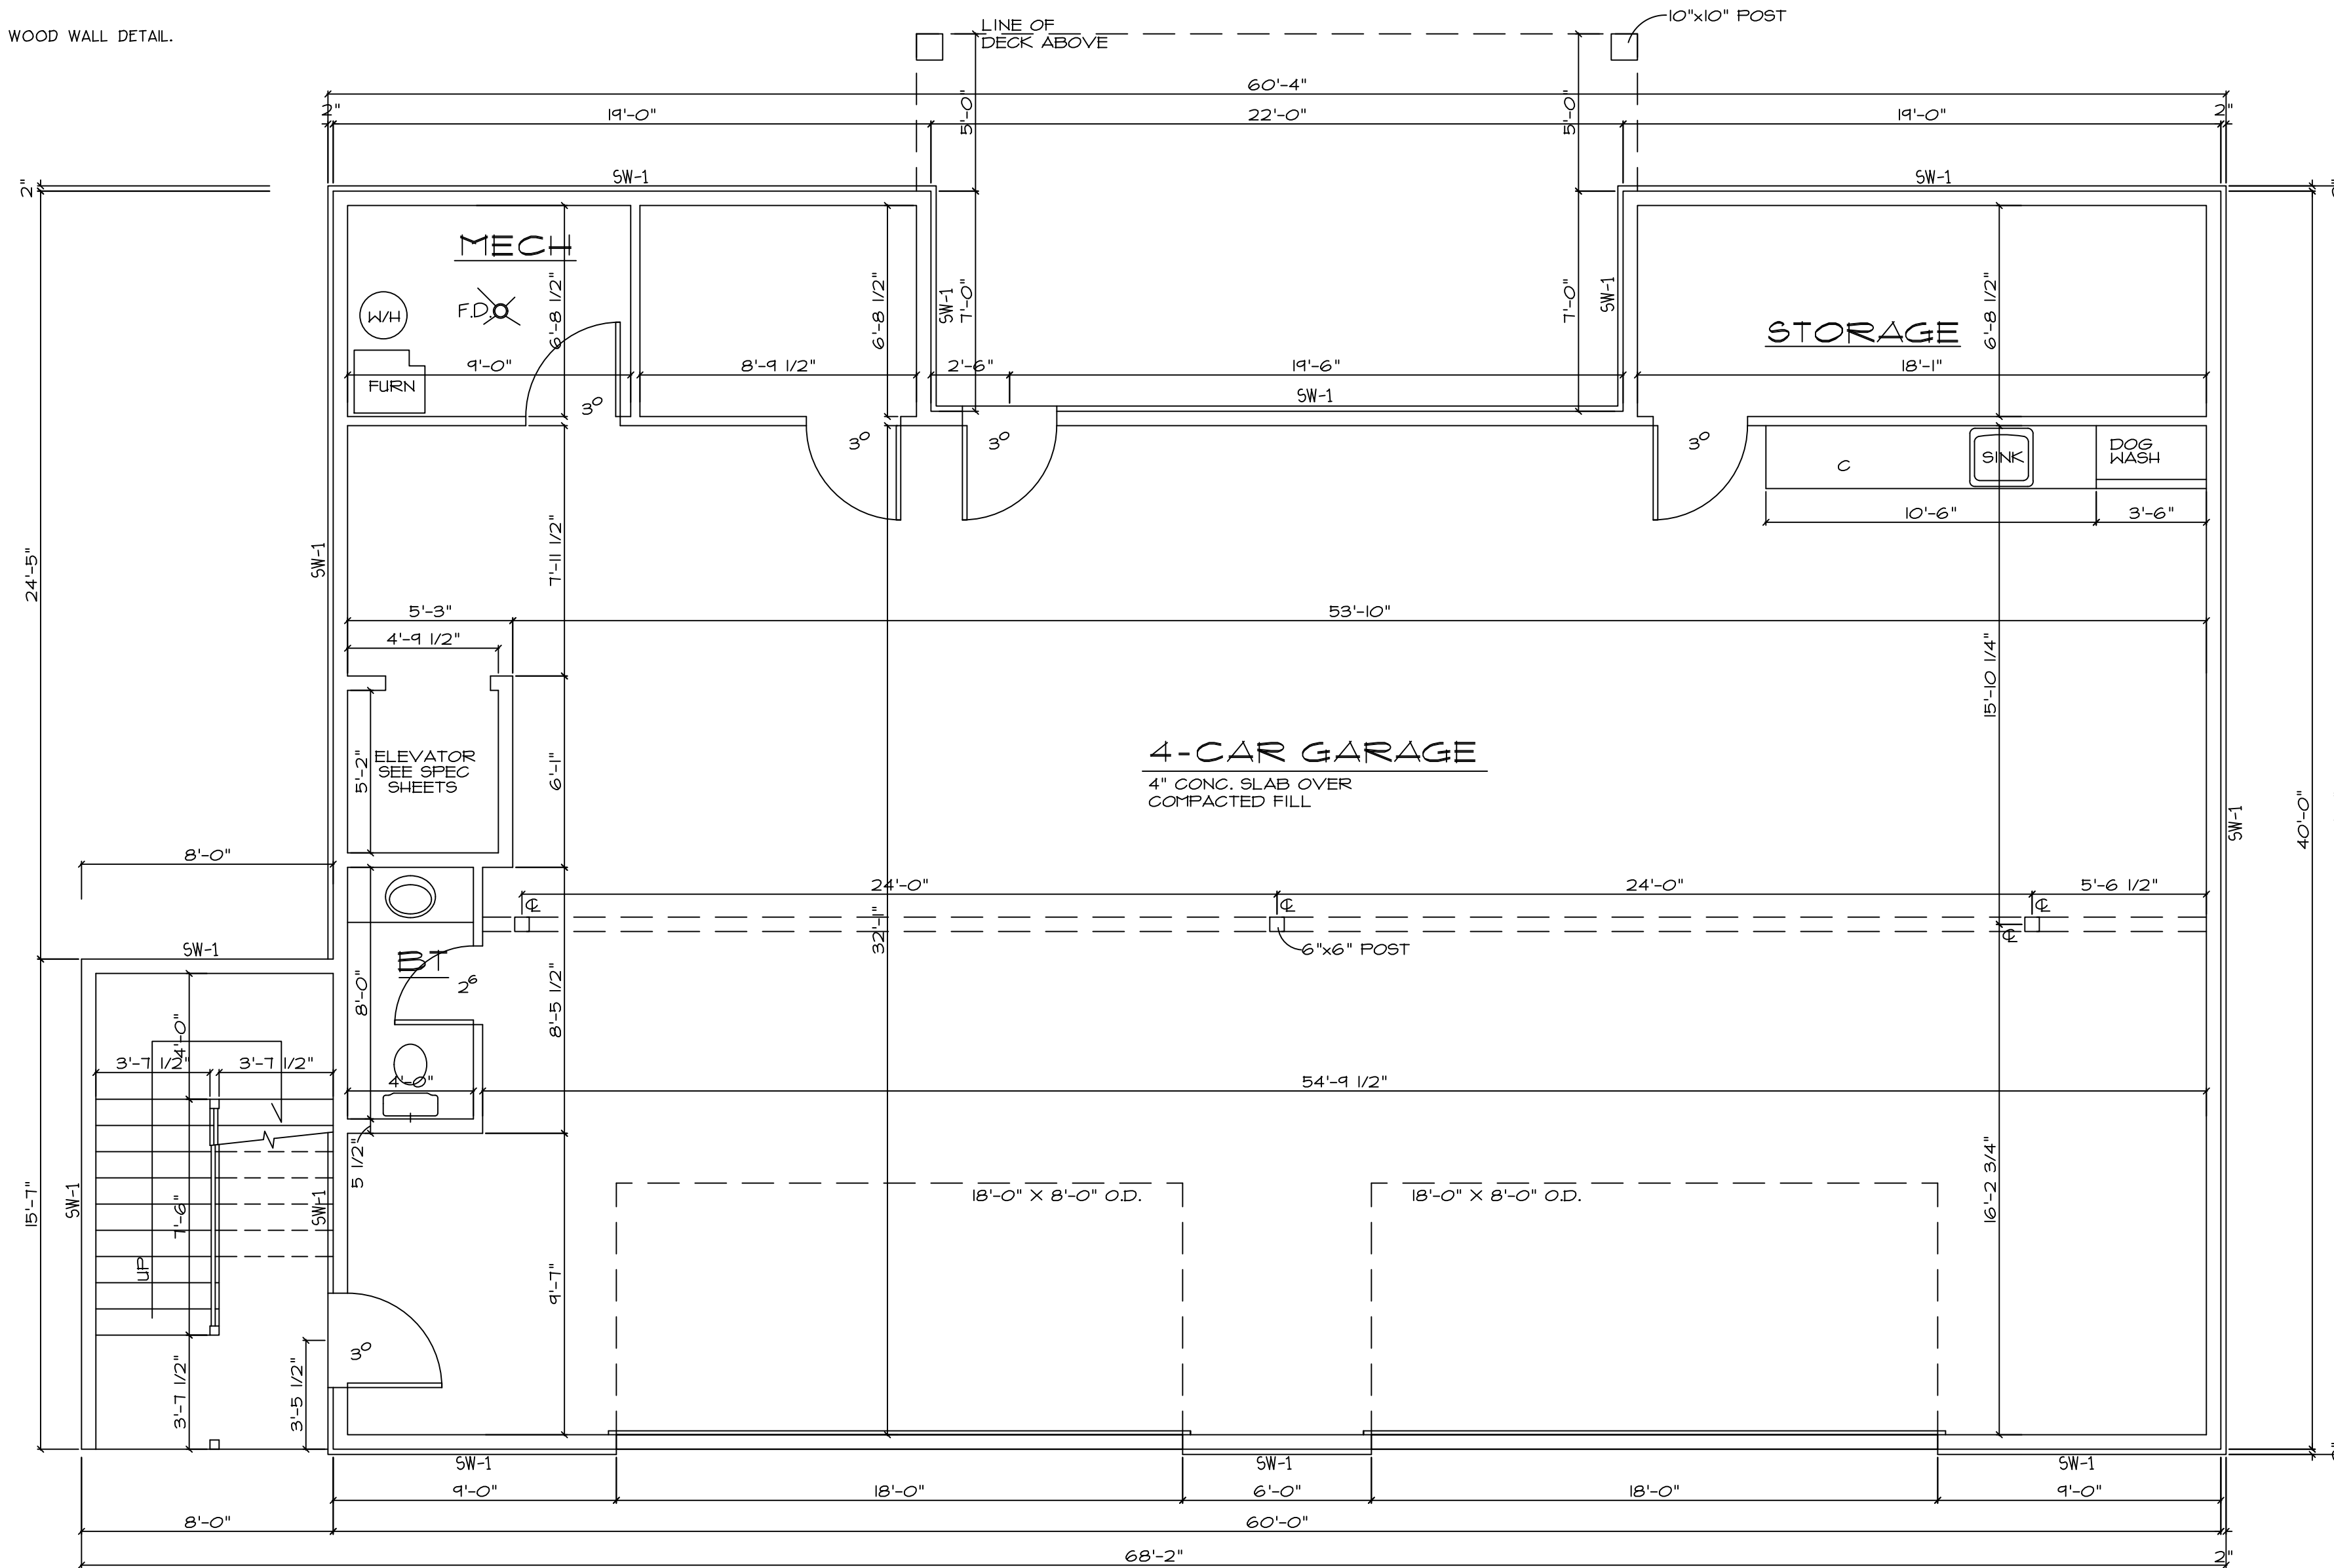 WOOD WALL DETAIL.
LINE OF
DECK ABOVE
10"x10" POST
60'-4"
2"
19'-0"
5'-0"
22'-0"
5'-0"
19'-0"
2"
2"
SW-1
SW-1
MECH
W/H
F.D.
6'-8 1/2"
6'-8 1/2"
SW-1
7'-0"
7'-0"
SW-1
6'-8 1/2"
STORAGE
FURN
9'-0"
8'-9 1/2"
2'-6"
19'-6"
18'-1"
SW-1
3⁰
3⁰
3⁰
3⁰
C
SINK
DOG
WASH
10'-6"
3'-6"
24'-5"
SW-1
7'-11 1/2"
5'-3"
53'-10"
4'-9 1/2"
15'-10 1/4"
4-CAR GARAGE
4" CONC. SLAB OVER
COMPACTED FILL
ELEVATOR
SEE SPEC
SHEETS
5'-2"
6'-1"
SW-1
40'-0"
8'-0"
24'-0"
24'-0"
5'-6 1/2"
℄
℄
℄
℄
32'-1"
6"x6" POST
SW-1
BT
2⁶
8'-0"
8'-5 1/2"
4'-0"
3'-7 1/2"
3'-7 1/2"
4'-0"
54'-9 1/2"
5 1/2"
15'-7"
SW-1
7'-6"
SW-1
UP
18'-0" X 8'-0" O.D.
18'-0" X 8'-0" O.D.
16'-2 3/4"
9'-7"
3⁰
3'-7 1/2"
3'-5 1/2"
SW-1
SW-1
SW-1
9'-0"
18'-0"
6'-0"
18'-0"
9'-0"
8'-0"
60'-0"
68'-2"
2"